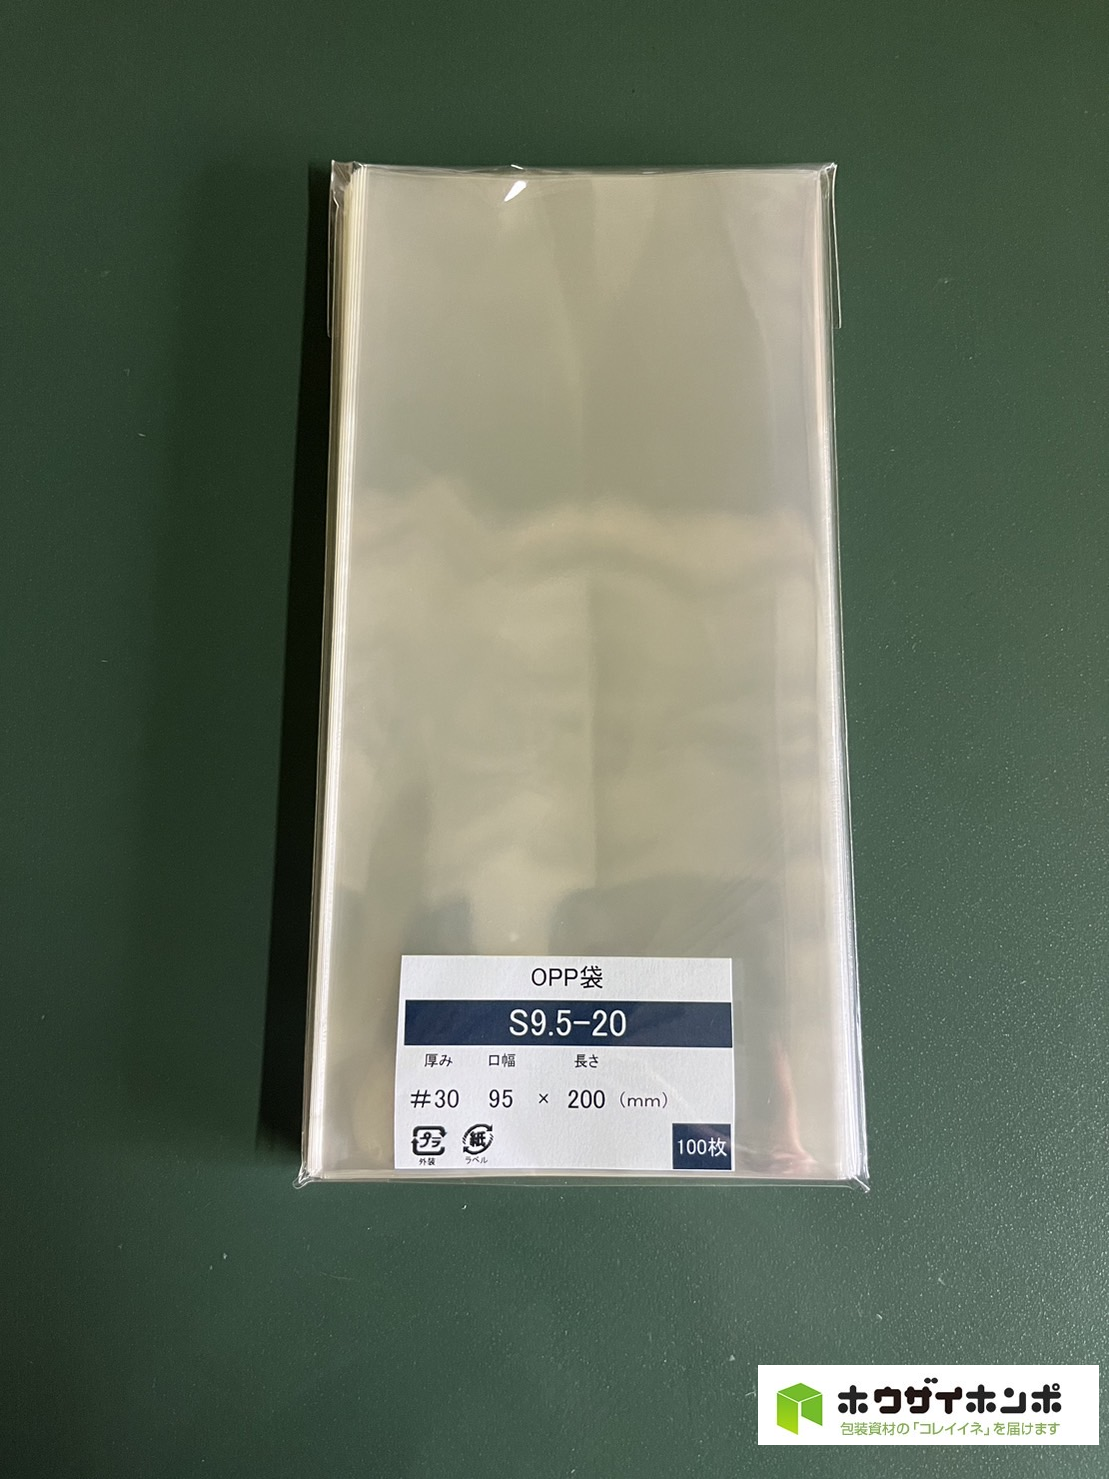 OPP袋
S9.5-20
厚み 口幅 長さ
#30 95 × 200 (mm)
プラ 紙
外装 ラベル
100枚
ホウザイホンポ
包装資材の「コレイイネ」を届けます